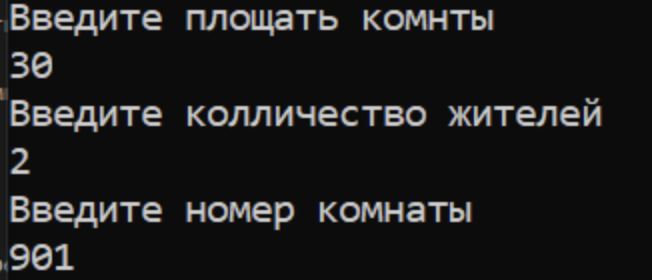 Введите площать комнты
30
Введите колличество жителей
2
Введите номер комнаты
901